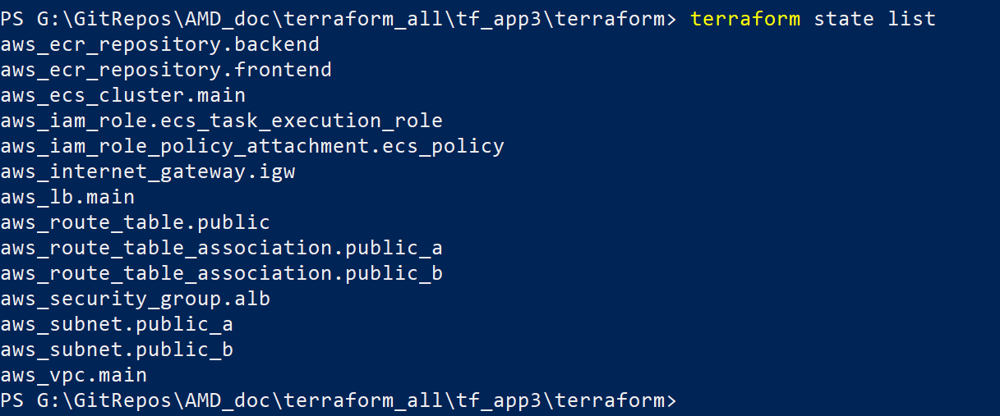 PS G:\GitRepos\AMD_doc\terraform_all\tf_app3\terraform> terraform state list
aws_ecr_repository.backend
aws_ecr_repository.frontend
aws_ecs_cluster.main
aws_iam_role.ecs_task_execution_role
aws_iam_role_policy_attachment.ecs_policy
aws_internet_gateway.igw
aws_lb.main
aws_route_table.public
aws_route_table_association.public_a
aws_route_table_association.public_b
aws_security_group.alb
aws_subnet.public_a
aws_subnet.public_b
aws_vpc.main
PS G:\GitRepos\AMD_doc\terraform_all\tf_app3\terraform>